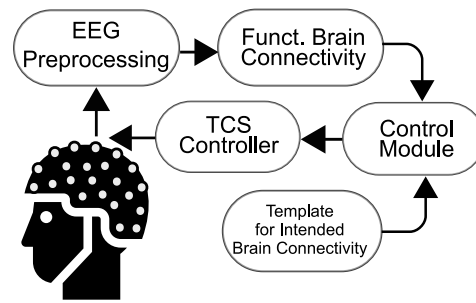 EEG
Preprocessing
Funct. Brain
Connectivity
TCS
Controller
Control
Module
Template
for Intended
Brain Connectivity